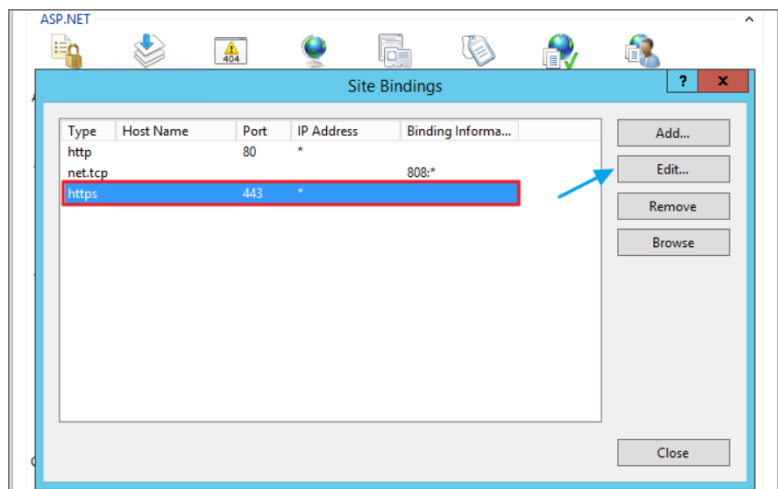 ASP.NET
404
Site Bindings
?
x
Type Host Name Port IP Address Binding Informa...
http 80 *
net.tcp 808:*
https 443 *
Add...
Edit...
Remove
Browse
Close